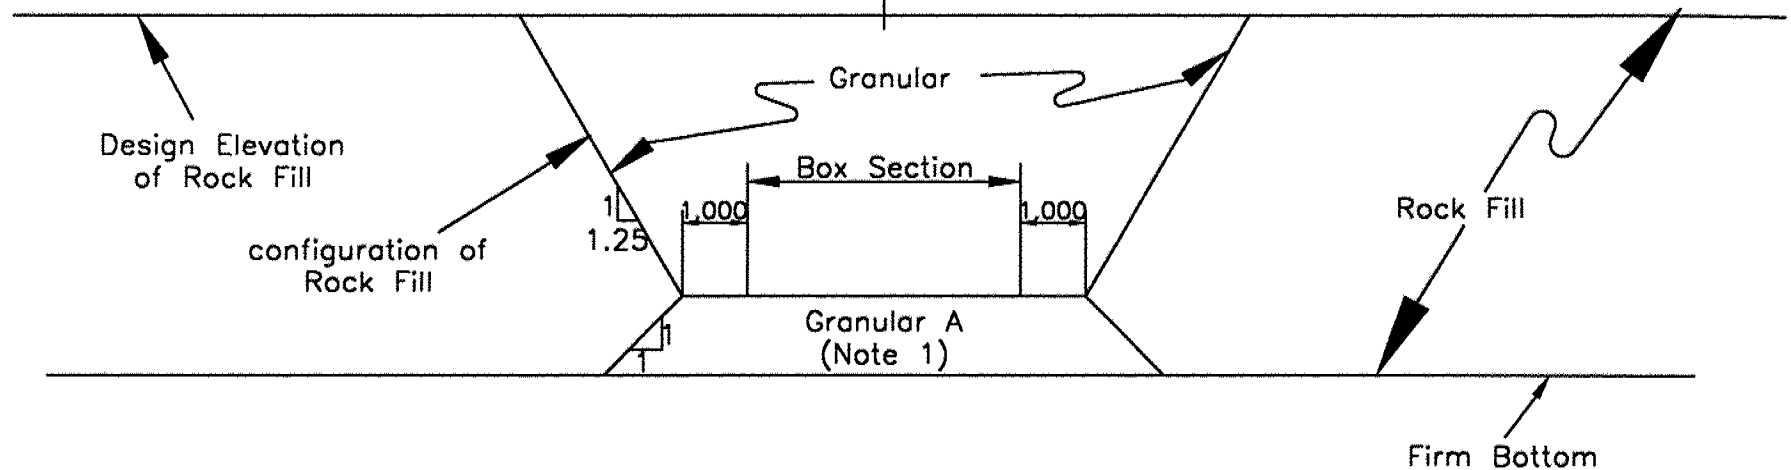 Granular
Design Elevation
of Rock Fill
Box Section
1
1.25
1,000
1,000
Rock Fill
configuration of
Rock Fill
Granular A
(Note 1)
1
1
Firm Bottom